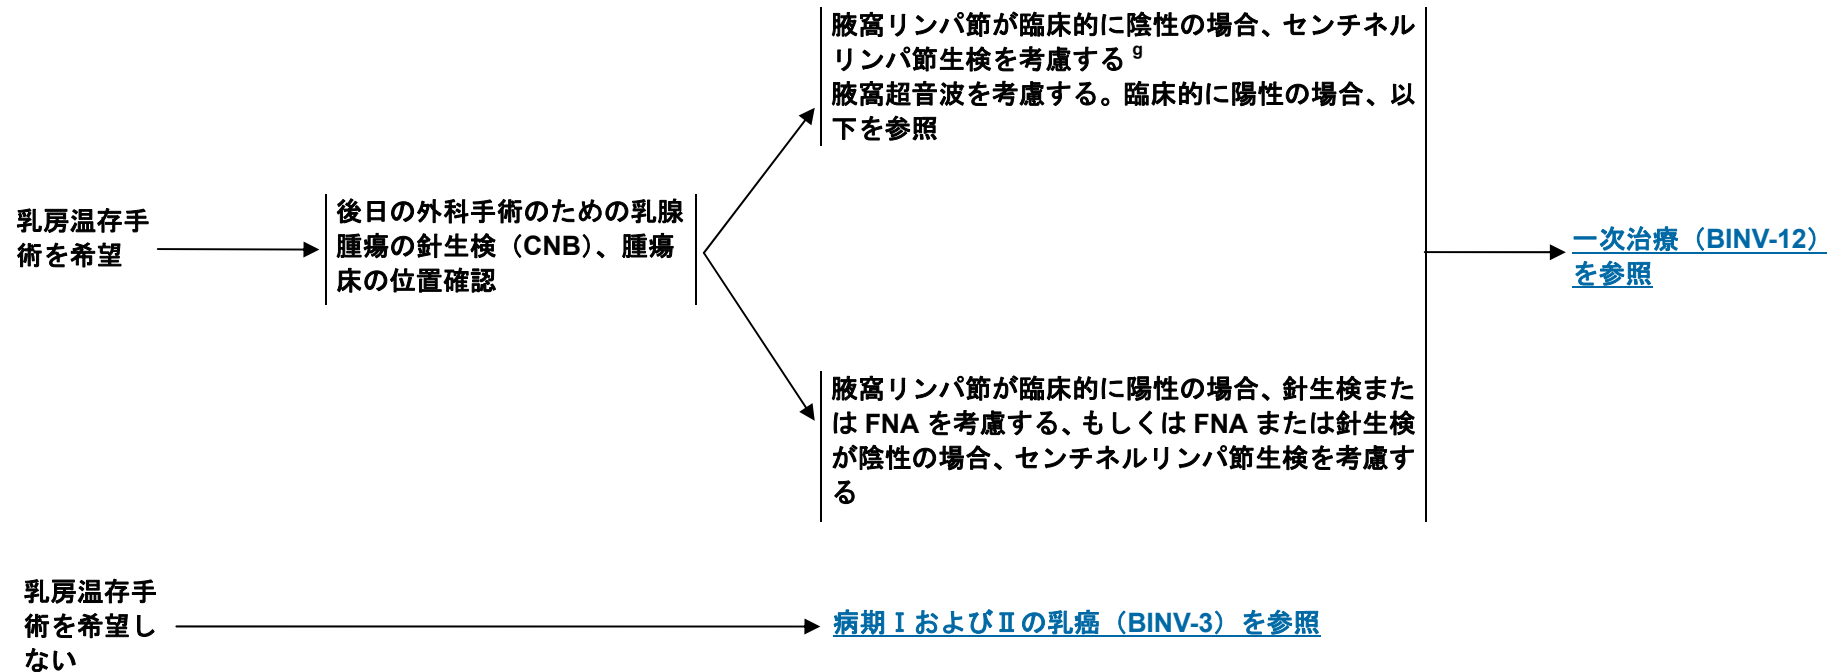 乳房温存手
術を希望
後日の外科手術のための乳腺
腫瘍の針生検（CNB）、腫瘍
床の位置確認
腋窩リンパ節が臨床的に陰性の場合、センチネル
リンパ節生検を考慮する g
腋窩超音波を考慮する。臨床的に陽性の場合、以
下を参照
腋窩リンパ節が臨床的に陽性の場合、針生検また
は FNA を考慮する、もしくは FNA または針生検
が陰性の場合、センチネルリンパ節生検を考慮す
る
一次治療（BINV-12）
を参照
乳房温存手
術を希望し
ない
病期 I および II の乳癌（BINV-3）を参照